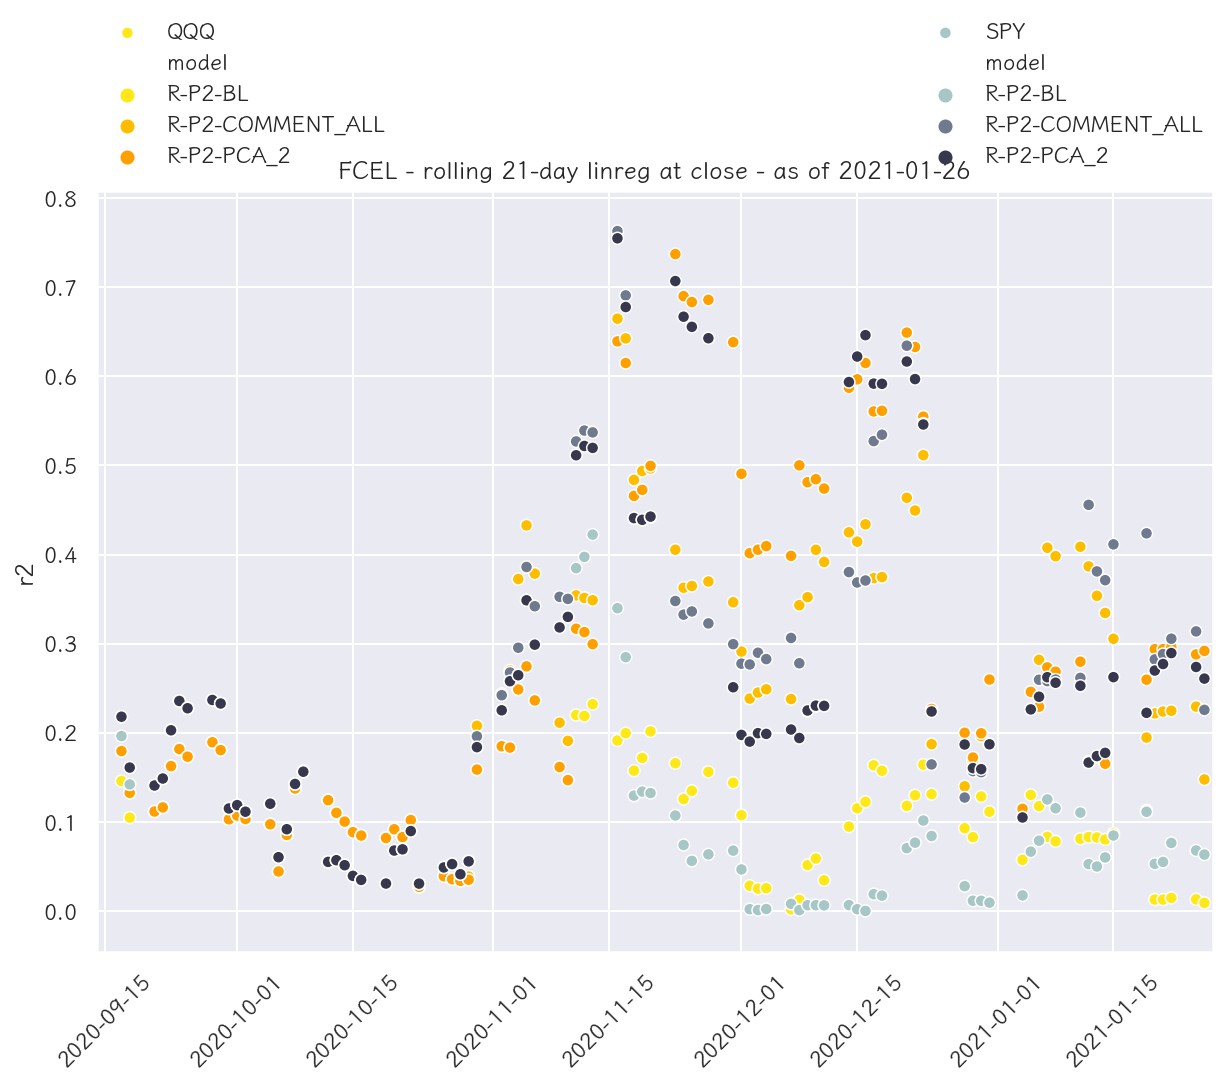 QQQ
model
R-P2-BL
R-P2-COMMENT_ALL
R-P2-PCA_2
SPY
model
R-P2-BL
R-P2-COMMENT_ALL
R-P2-PCA_2
FCEL - rolling 21-day linreg at close - as of 2021-01-26
r2
0.8
0.7
0.6
0.5
0.4
0.3
0.2
0.1
0.0
2020-09-15
2020-10-01
2020-10-15
2020-11-01
2020-11-15
2020-12-01
2020-12-15
2021-01-01
2021-01-15